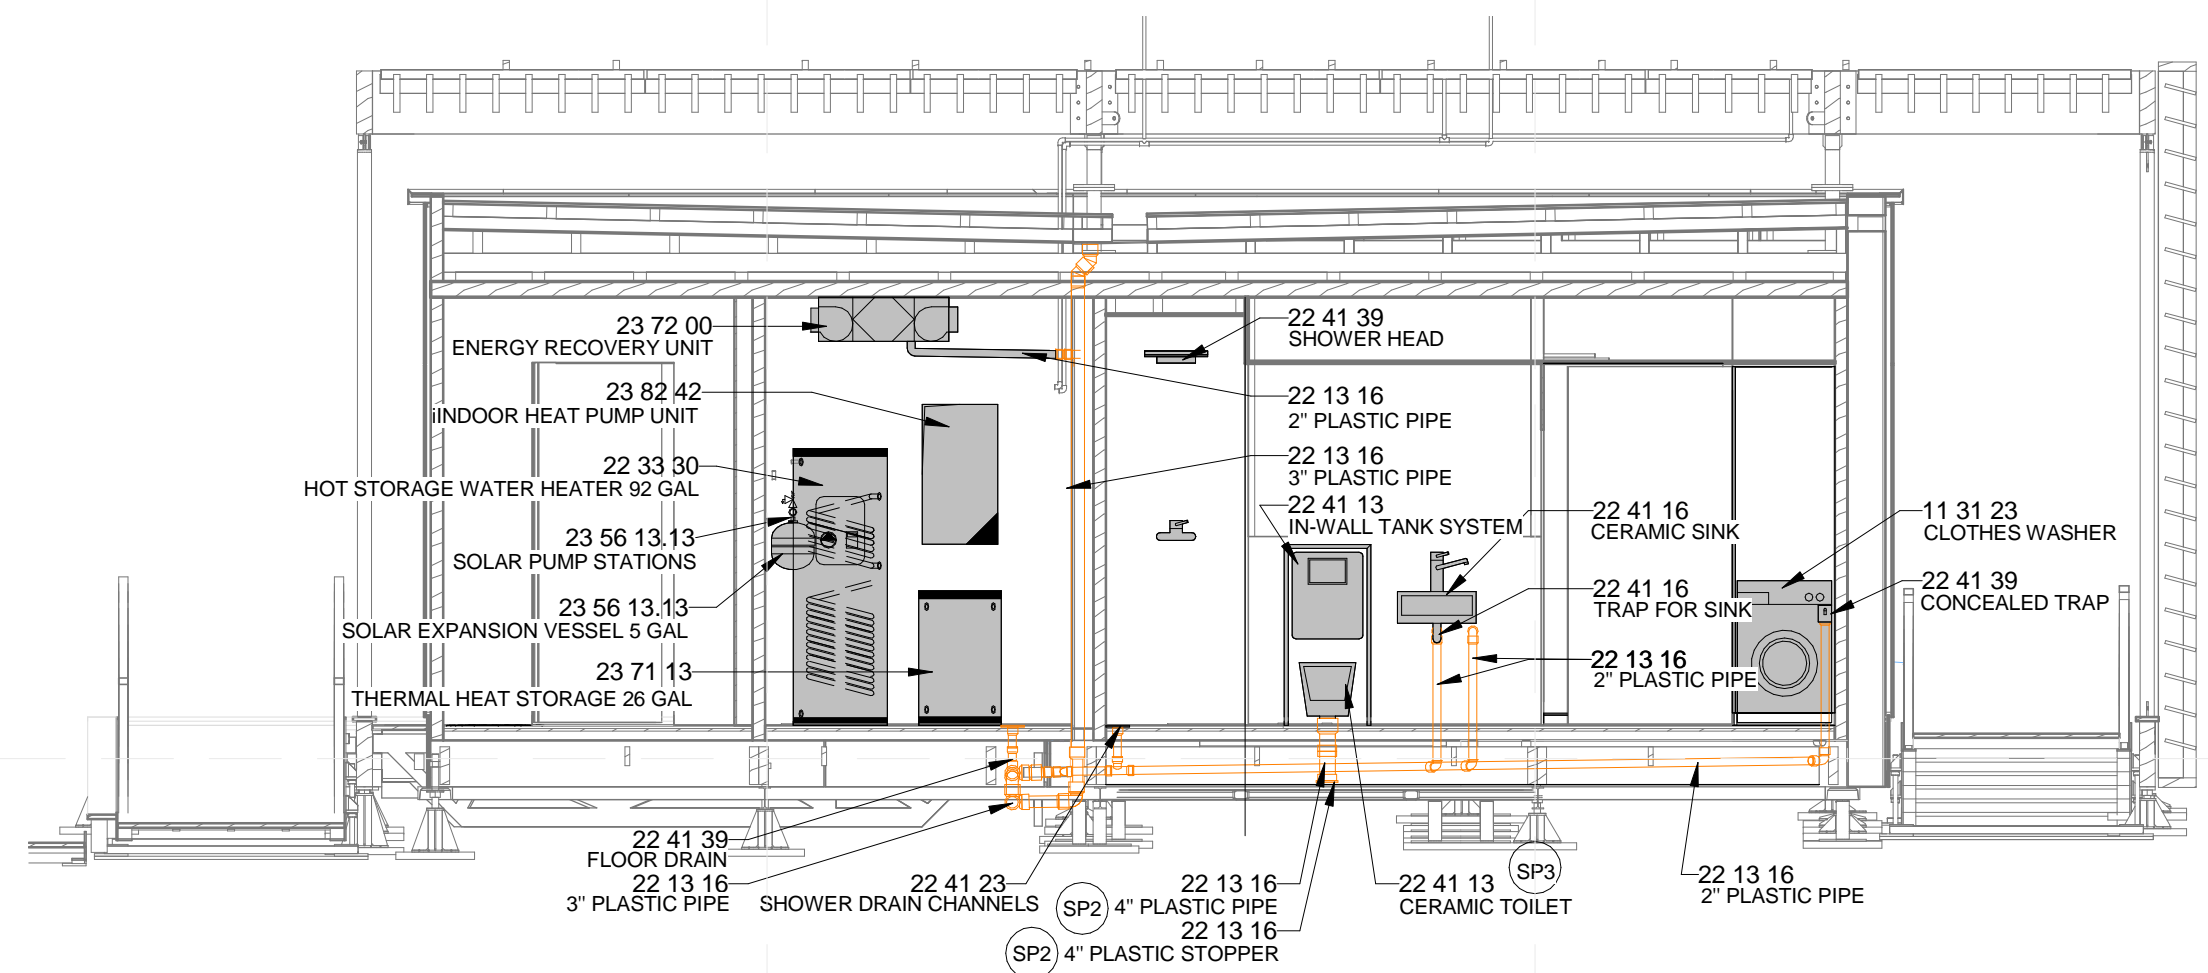 23 72 00
ENERGY RECOVERY UNIT
23 82 42
iINDOOR HEAT PUMP UNIT
22 33 30
HOT STORAGE WATER HEATER 92 GAL
23 56 13.13
SOLAR PUMP STATIONS
23 56 13.13
SOLAR EXPANSION VESSEL 5 GAL
23 71 13
THERMAL HEAT STORAGE 26 GAL
22 41 39
SHOWER HEAD
22 13 16
2" PLASTIC PIPE
22 13 16
3" PLASTIC PIPE
22 41 13
IN-WALL TANK SYSTEM
22 41 16
CERAMIC SINK
22 41 16
TRAP FOR SINK
22 13 16
2" PLASTIC PIPE
11 31 23
CLOTHES WASHER
22 41 39
CONCEALED TRAP
22 41 39
FLOOR DRAIN
22 13 16
3" PLASTIC PIPE
22 41 23
SHOWER DRAIN CHANNELS
SP2
22 13 16
4" PLASTIC PIPE
22 13 16
SP2
4" PLASTIC STOPPER
22 41 13
CERAMIC TOILET
SP3
22 13 16
2" PLASTIC PIPE